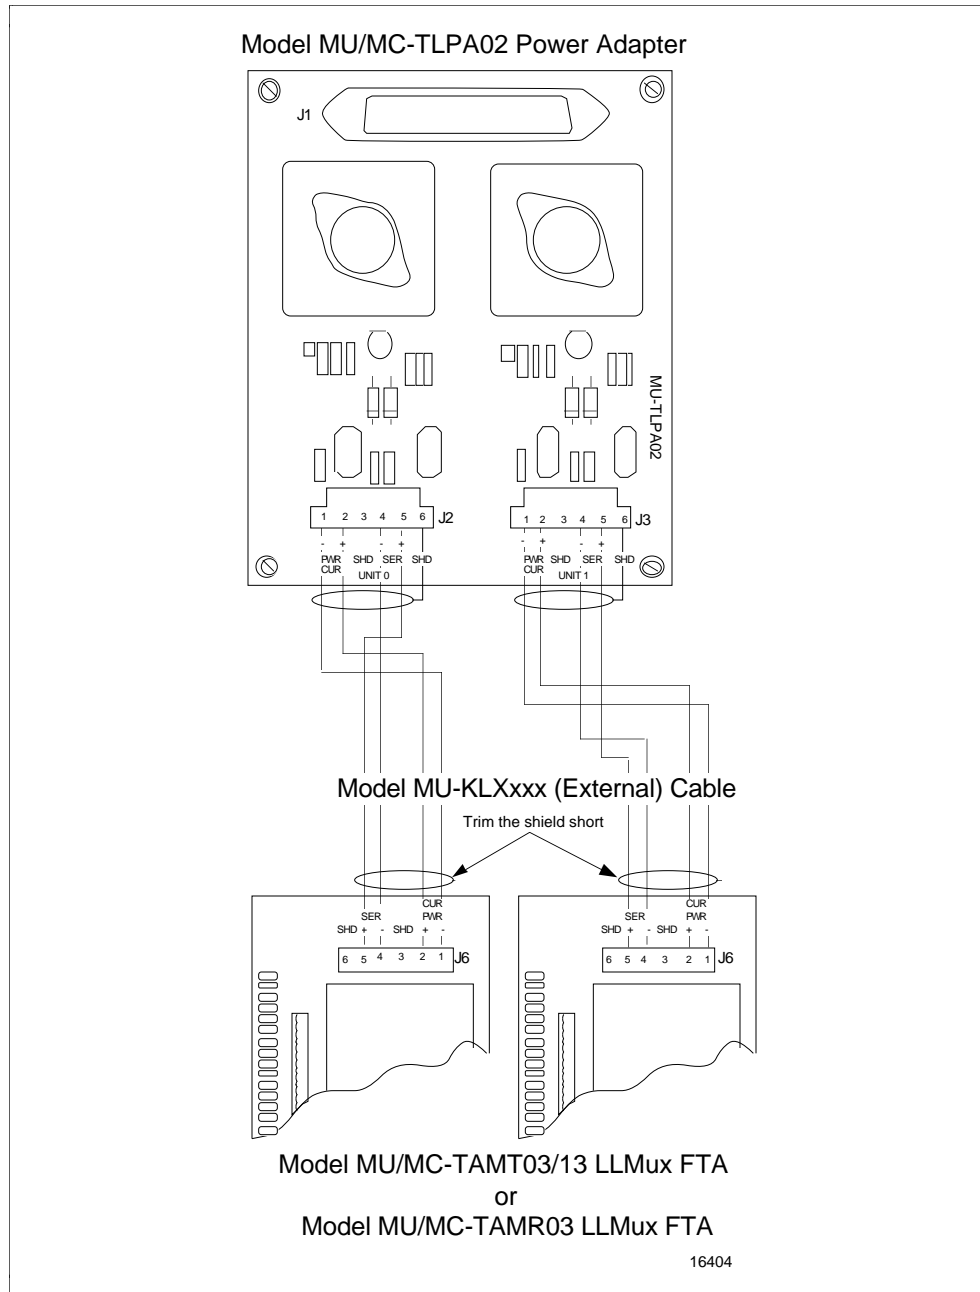 Model MU/MC-TLPA02 Power Adapter
J1
MU-TLPA02
1 2 3 4 5 6 J2
- + - +
PWR SHD SER SHD
CUR
UNIT 0
1 2 3 4 5 6 J3
- + - +
PWR SHD SER SHD
CUR
UNIT 1
Model MU-KLXxxx (External) Cable
Trim the shield short
CUR
SER PWR
SHD + - SHD + -
6 5 4 3 2 1 J6
CUR
SER PWR
SHD + - SHD + -
6 5 4 3 2 1 J6
Model MU/MC-TAMT03/13 LLMux FTA
or
Model MU/MC-TAMR03 LLMux FTA
16404